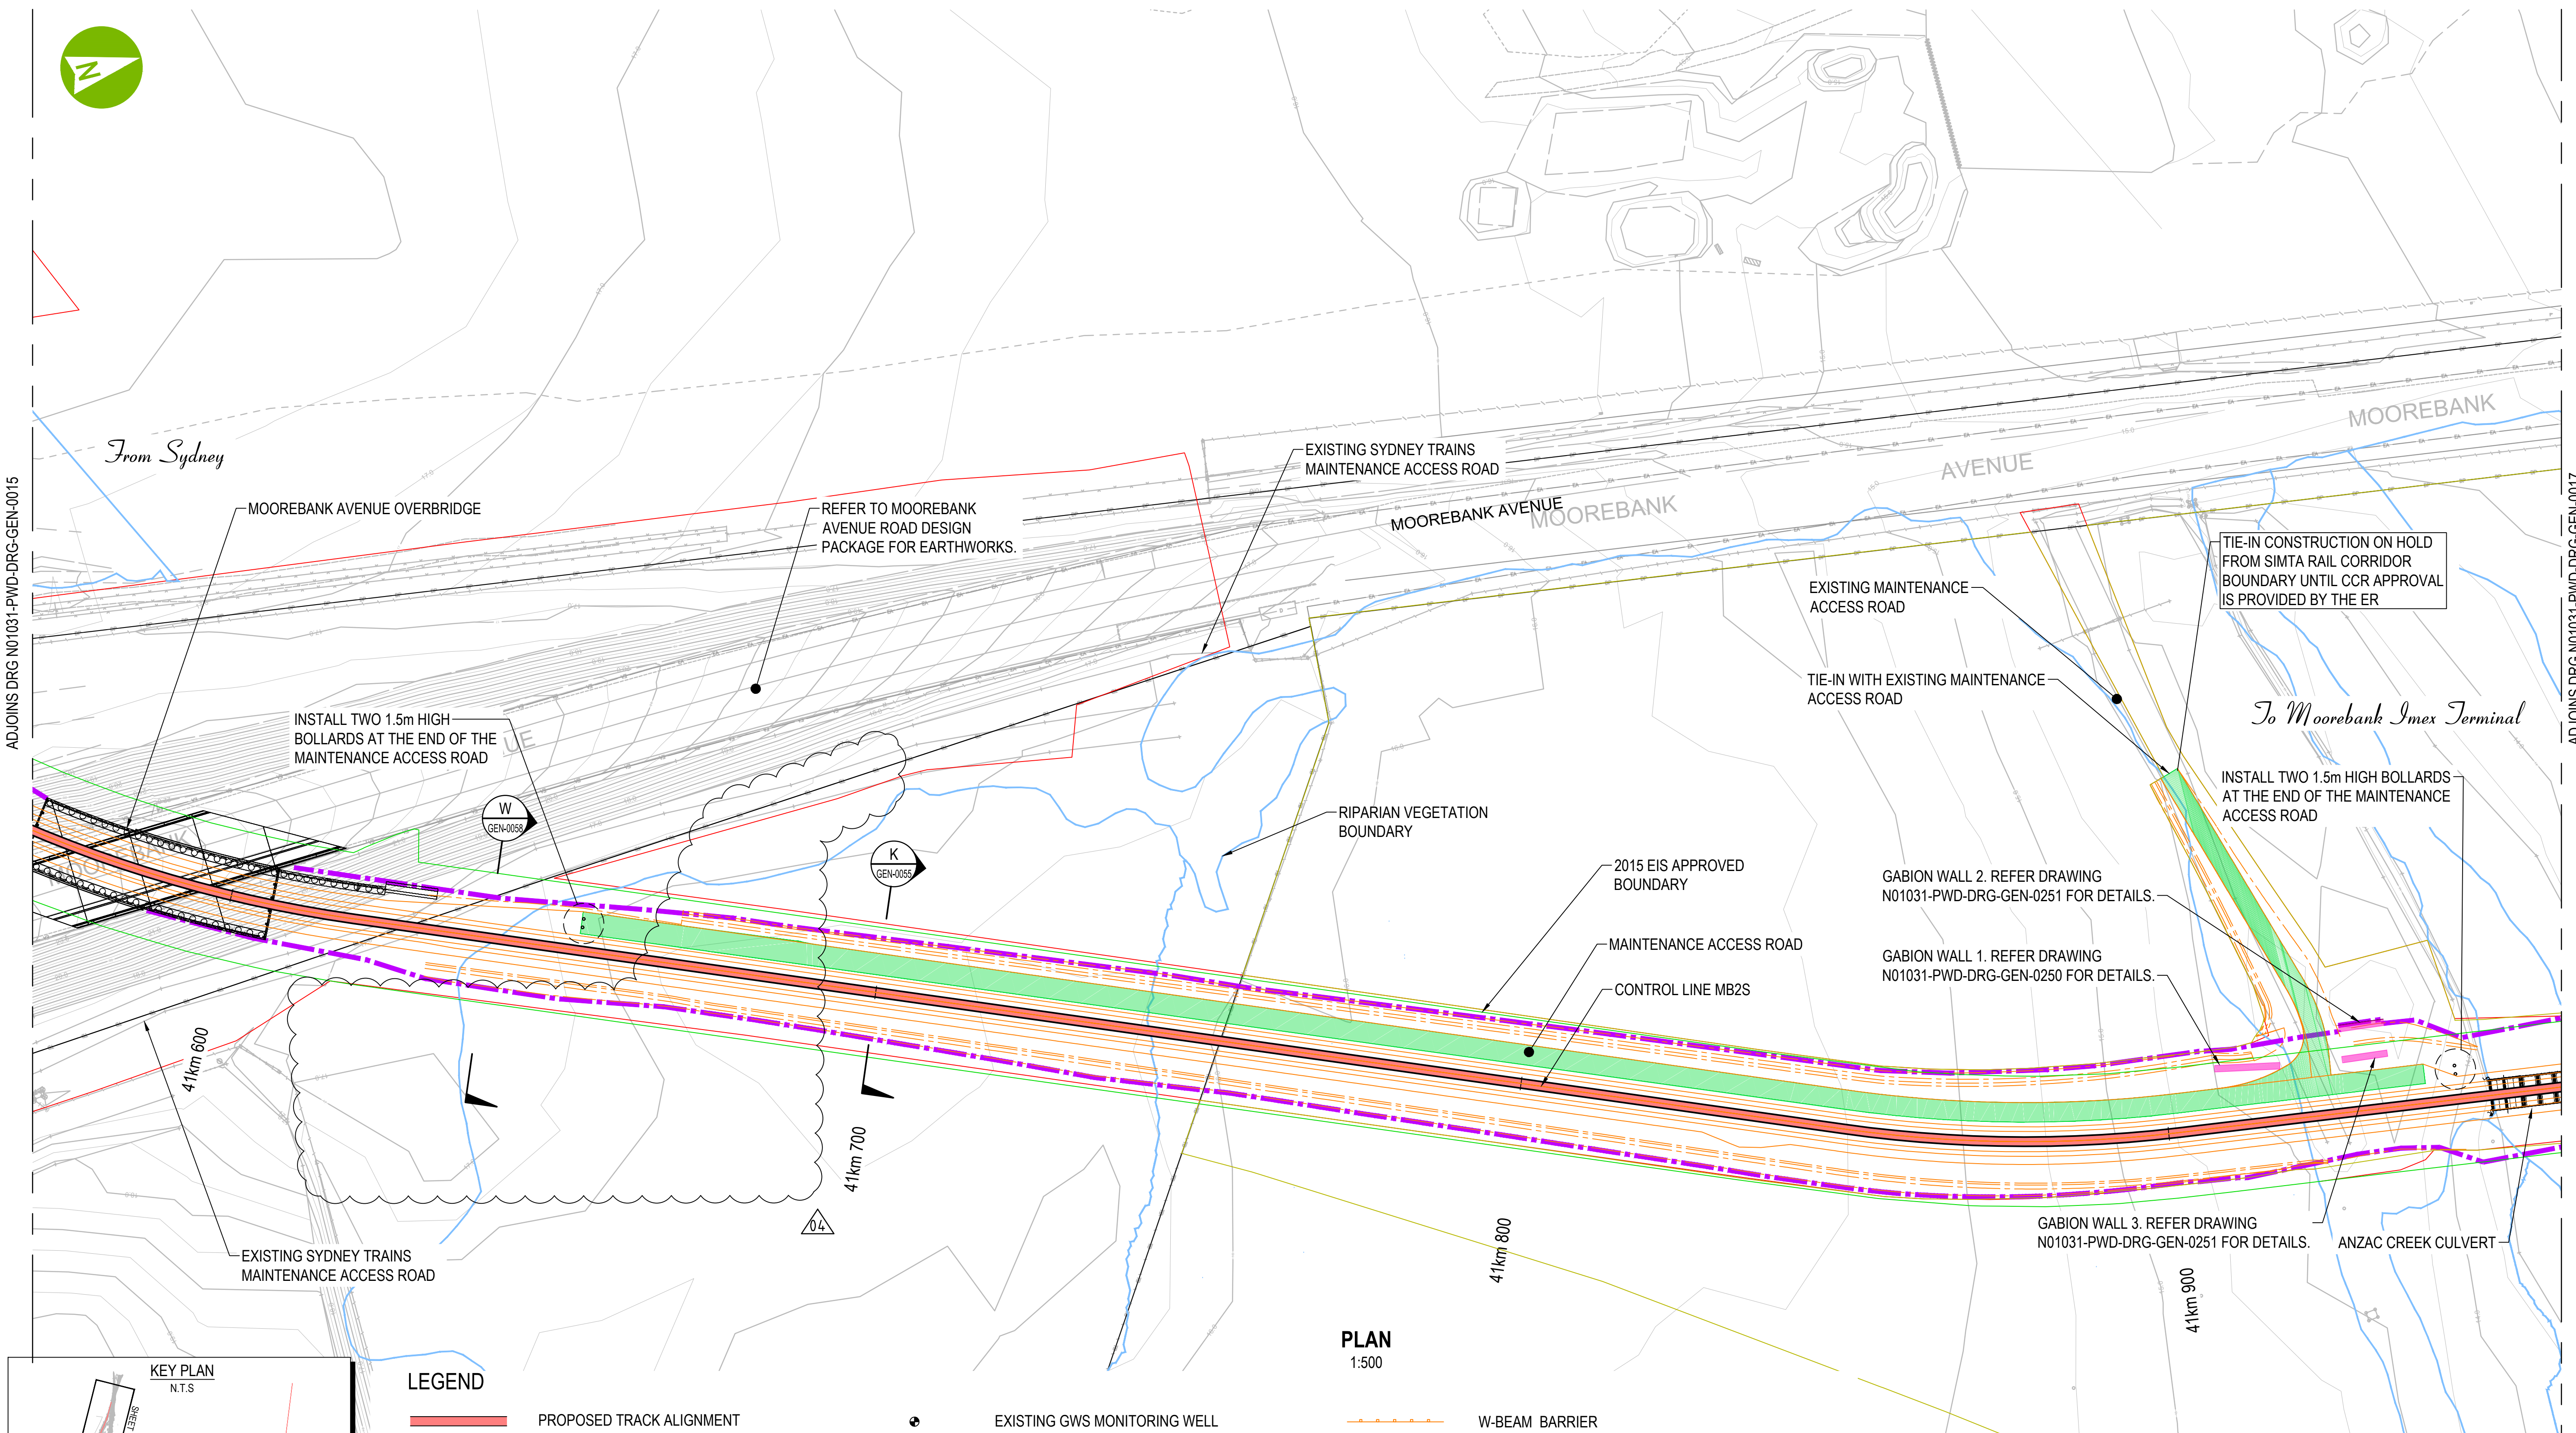 N
ADJOINS DRG N01031-PWD-DRG-GEN-0015
ADJOINS DRG N01031-PWD-DRG-GEN-0017
From Sydney
MOOREBANK AVENUE OVERBRIDGE
REFER TO MOOREBANK
AVENUE ROAD DESIGN
PACKAGE FOR EARTHWORKS.
EXISTING SYDNEY TRAINS
MAINTENANCE ACCESS ROAD
MOOREBANK AVENUE
MOOREBANK
AVENUE
MOOREBANK
EXISTING MAINTENANCE
ACCESS ROAD
TIE-IN CONSTRUCTION ON HOLD
FROM SIMTA RAIL CORRIDOR
BOUNDARY UNTIL CCR APPROVAL
IS PROVIDED BY THE ER
TIE-IN WITH EXISTING MAINTENANCE
ACCESS ROAD
To Moorebank Imex Terminal
INSTALL TWO 1.5m HIGH
BOLLARDS AT THE END OF THE
MAINTENANCE ACCESS ROAD
INSTALL TWO 1.5m HIGH BOLLARDS
AT THE END OF THE MAINTENANCE
ACCESS ROAD
W
GEN-0058
K
GEN-0055
RIPARIAN VEGETATION
BOUNDARY
2015 EIS APPROVED
BOUNDARY
MAINTENANCE ACCESS ROAD
CONTROL LINE MB2S
GABION WALL 2. REFER DRAWING
N01031-PWD-DRG-GEN-0251 FOR DETAILS.
GABION WALL 1. REFER DRAWING
N01031-PWD-DRG-GEN-0250 FOR DETAILS.
41km 600
41km 700
41km 800
41km 900
04
EXISTING SYDNEY TRAINS
MAINTENANCE ACCESS ROAD
GABION WALL 3. REFER DRAWING
N01031-PWD-DRG-GEN-0251 FOR DETAILS.
ANZAC CREEK CULVERT
PLAN
1:500
KEY PLAN
N.T.S
SHEET
LEGEND
PROPOSED TRACK ALIGNMENT
EXISTING GWS MONITORING WELL
W-BEAM BARRIER